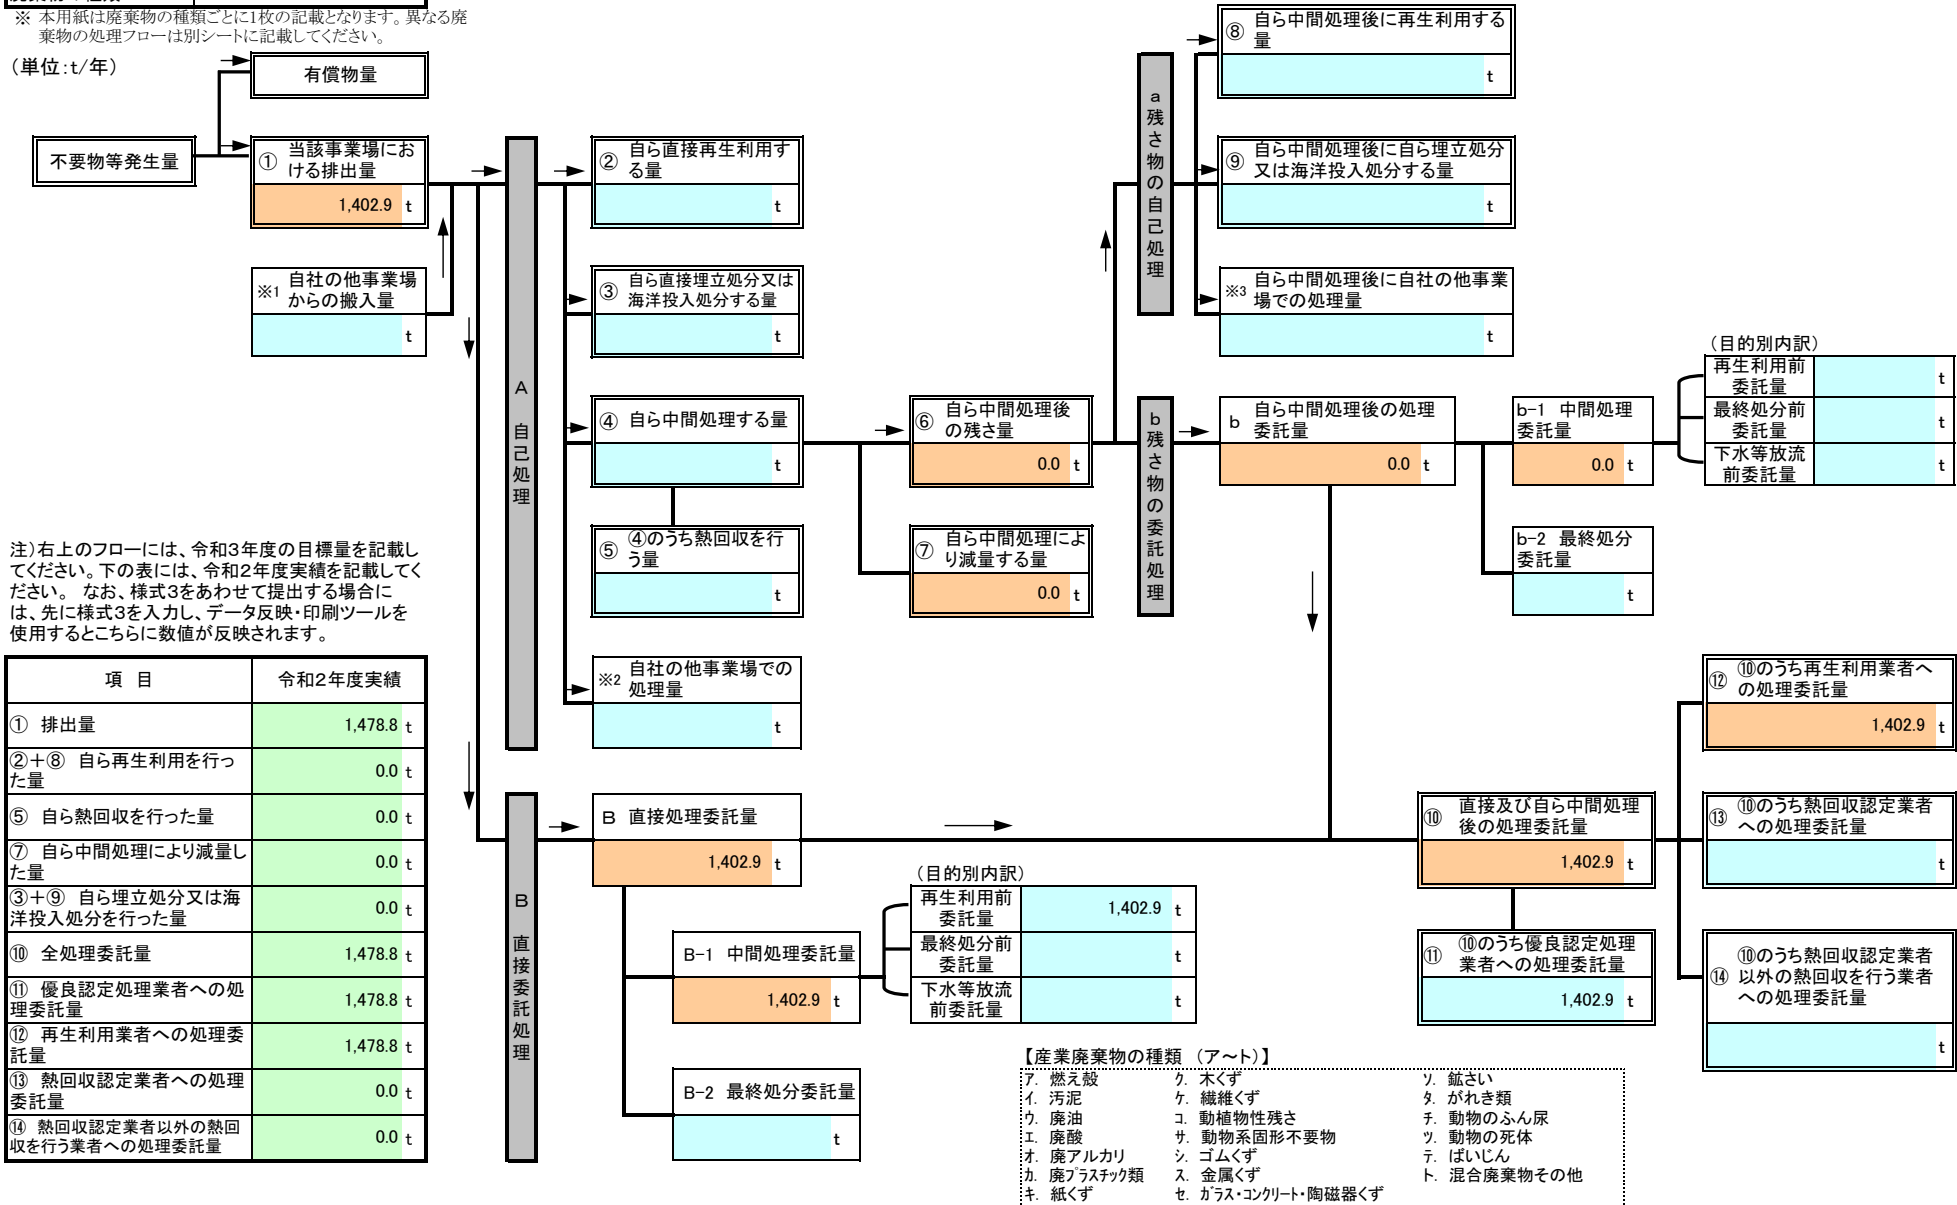 ※ 本用紙は廃棄物の種類ごとに1枚の記載となります。異なる廃
棄物の処理フローは別シートに記載してください。
(単位:t/年)
有償物量
不要物等発生量
① 当該事業場にお
ける排出量
1,402.9 t
※1 自社の他事業場
からの搬入量
t
A 自己処理
② 自ら直接再生利用す
る量
t
③ 自ら直接埋立処分又は
海洋投入処分する量
t
④ 自ら中間処理する量
t
⑤ ④のうち熱回収を行
う量
t
※2 自社の他事業場での
処理量
t
⑥ 自ら中間処理後
の残さ量
0.0 t
⑦ 自ら中間処理によ
り減量する量
0.0 t
a 残さ物の自己処理
⑧ 自ら中間処理後に再生利用する
量
t
⑨ 自ら中間処理後に自ら埋立処分
又は海洋投入処分する量
t
※3 自ら中間処理後に自社の他事業
場での処理量
t
b 残さ物の委託処理
b 自ら中間処理後の処理
委託量
0.0 t
b-1 中間処理
委託量
0.0 t
(目的別内訳)
再生利用前
委託量
t
最終処分前
委託量
t
下水等放流
前委託量
t
b-2 最終処分
委託量
t
注)右上のフローには、令和3年度の目標量を記載し
てください。下の表には、令和2年度実績を記載してく
ださい。 なお、様式3をあわせて提出する場合に
は、先に様式3を入力し、データ反映・印刷ツールを
使用するとこちらに数値が反映されます。
項 目 令和2年度実績
① 排出量 1,478.8 t
②+⑧ 自ら再生利用を行っ
た量 0.0 t
⑤ 自ら熱回収を行った量 0.0 t
⑦ 自ら中間処理により減量し
た量 0.0 t
③+⑨ 自ら埋立処分又は海
洋投入処分を行った量 0.0 t
⑩ 全処理委託量 1,478.8 t
⑪ 優良認定処理業者への処
理委託量 1,478.8 t
⑫ 再生利用業者への処理委
託量 1,478.8 t
⑬ 熱回収認定業者への処理
委託量 0.0 t
⑭ 熱回収認定業者以外の熱回
収を行う業者への処理委託量 0.0 t
B 直接委託処理
B 直接処理委託量
1,402.9 t
B-1 中間処理委託量
1,402.9 t
B-2 最終処分委託量
t
(目的別内訳)
再生利用前
委託量
1,402.9 t
最終処分前
委託量
t
下水等放流
前委託量
t
⑩ 直接及び自ら中間処理
後の処理委託量
1,402.9 t
⑪ ⑩のうち優良認定処理
業者への処理委託量
1,402.9 t
⑫ ⑩のうち再生利用業者へ
の処理委託量
1,402.9 t
⑬ ⑩のうち熱回収認定業者
への処理委託量
t
⑭ ⑩のうち熱回収認定業者
以外の熱回収を行う業者
への処理委託量
t
【産業廃棄物の種類 (ア~ト)】
ア. 燃え殻
イ. 汚泥
ウ. 廃油
エ. 廃酸
オ. 廃アルカリ
カ. 廃プラスチック類
キ. 紙くず
ク. 木くず
ケ. 繊維くず
コ. 動植物性残さ
サ. 動物系固形不要物
シ. ゴムくず
ス. 金属くず
セ. ガラス・コンクリート・陶磁器くず
ソ. 鉱さい
タ. がれき類
チ. 動物のふん尿
ツ. 動物の死体
テ. ばいじん
ト. 混合廃棄物その他